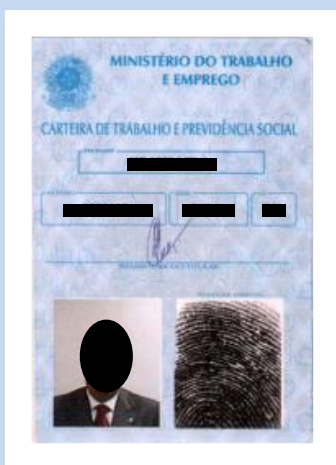 MINISTÉRIO DO TRABALHO
E EMPREGO
CARTEIRA DE TRABALHO E PREVIDÊNCIA SOCIAL